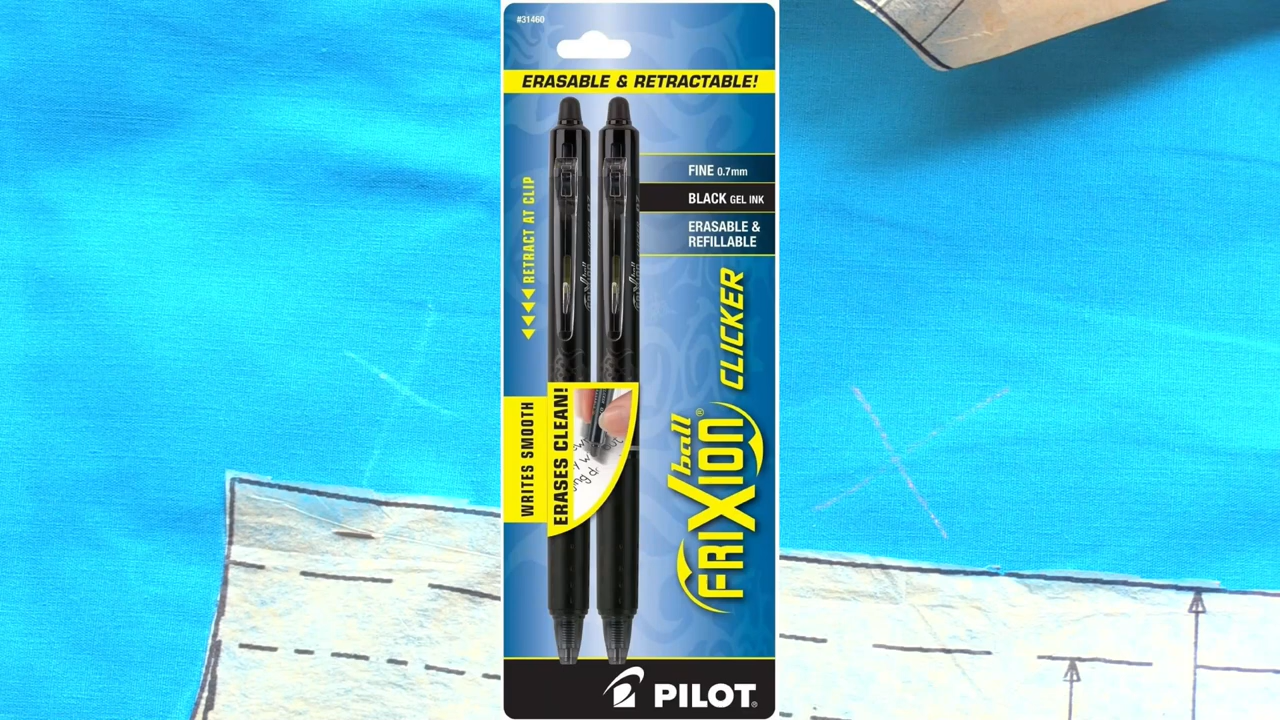 #31460
ERASABLE & RETRACTABLE!
FINE 0.7mm
BLACK GEL INK
ERASABLE &
REFILLABLE
RETRACT AT CLIP
WRITES SMOOTH
ERASES CLEAN!
FRIXION ball® CLICKER
PILOT®